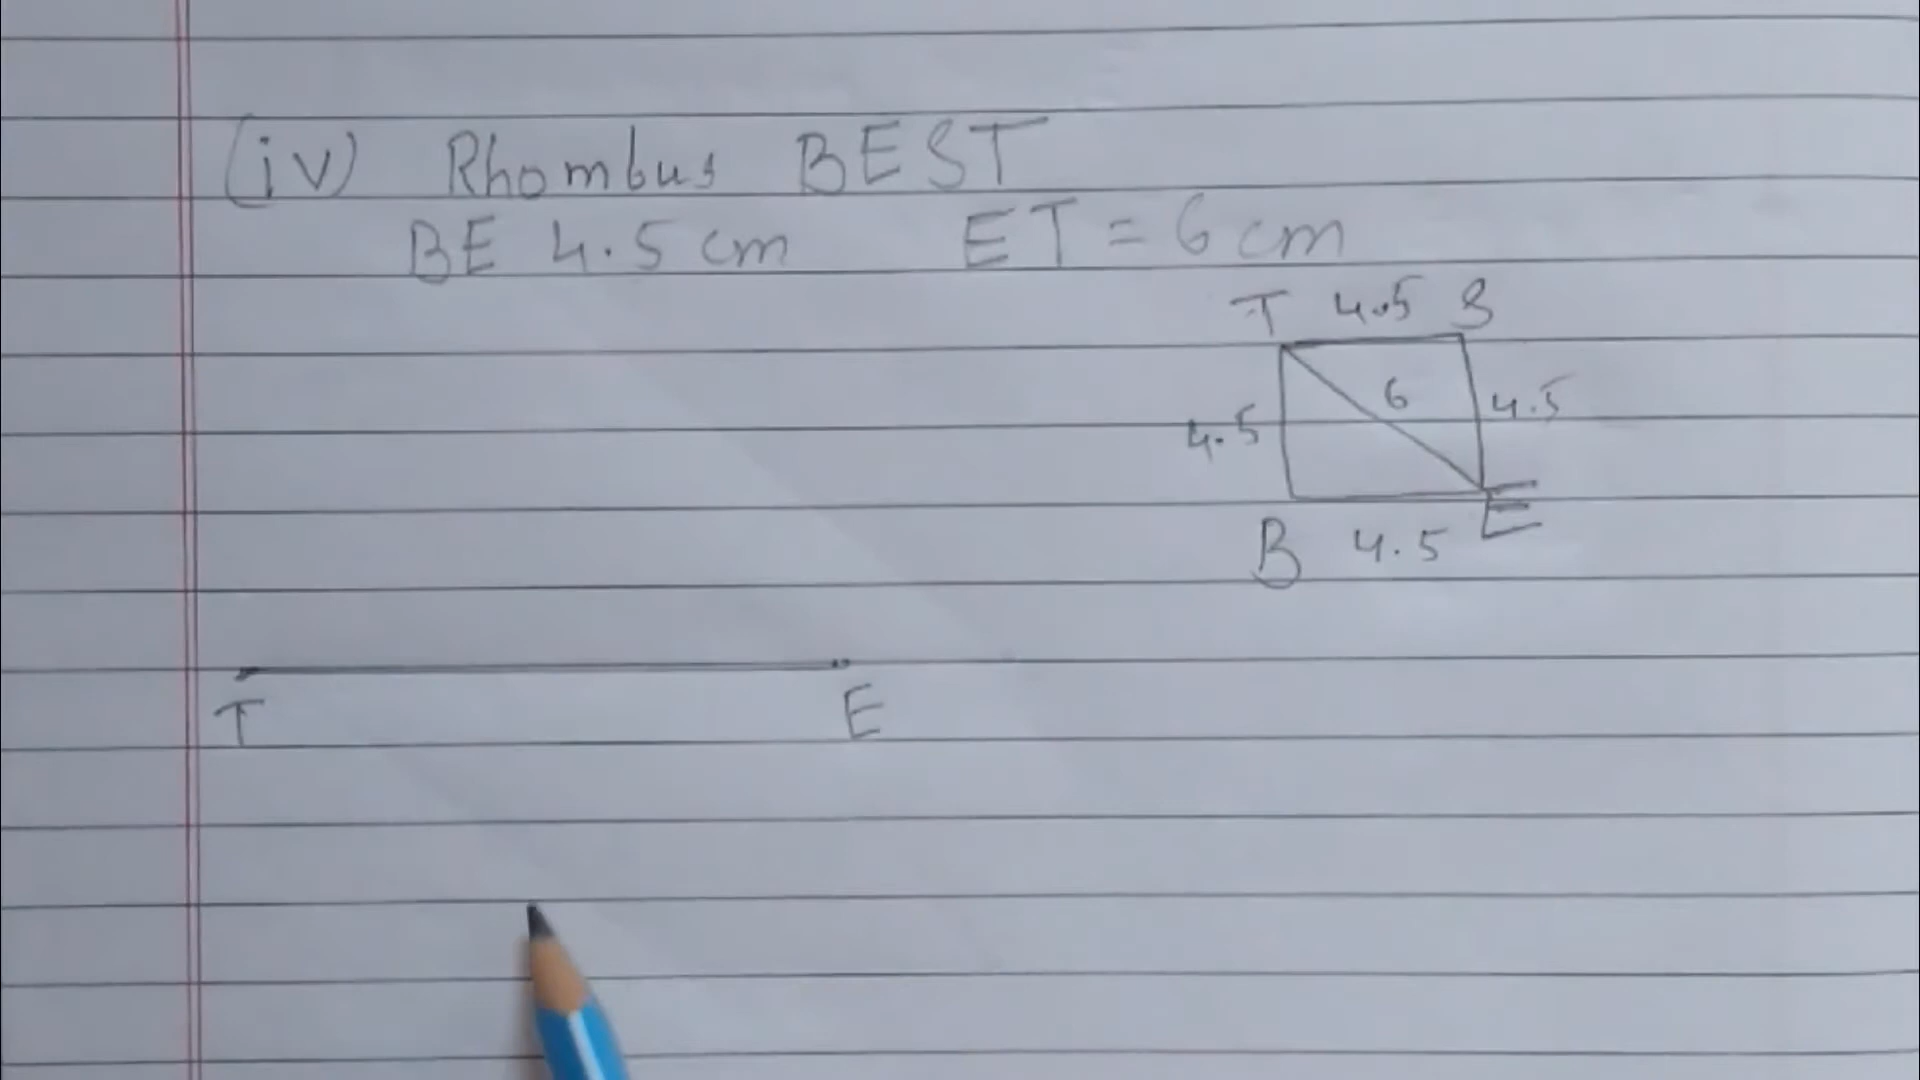 (iv) Rhombus BEST
BE 4.5 cm ET = 6 cm
T 4.5 S
6
4.5 4.5
B 4.5 E
T E